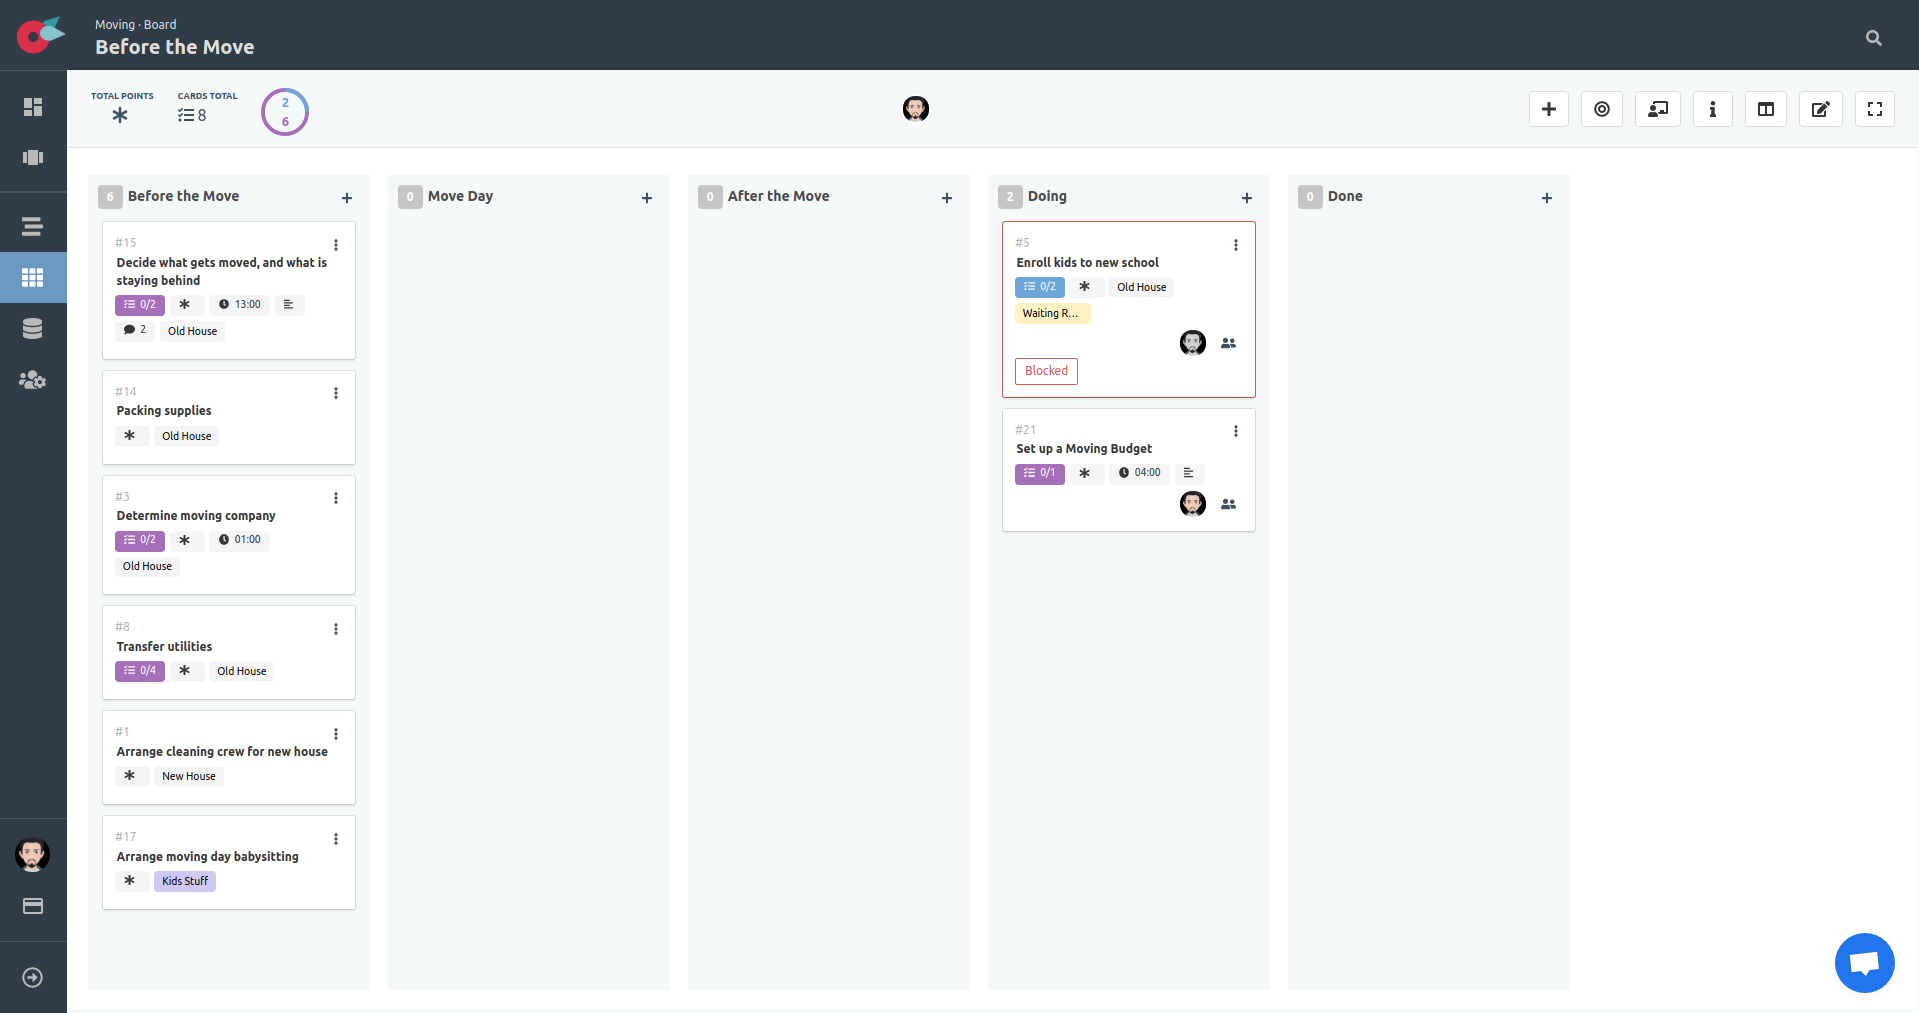 Moving · Board
Before the Move
TOTAL POINTS
CARDS TOTAL
8
2
6
6 Before the Move
#15
Decide what gets moved, and what is
staying behind
0/2 13:00
2 Old House
#14
Packing supplies
Old House
#3
Determine moving company
0/2 01:00
Old House
#8
Transfer utilities
0/4 Old House
#1
Arrange cleaning crew for new house
New House
#17
Arrange moving day babysitting
Kids Stuff
0 Move Day
0 After the Move
2 Doing
#5
Enroll kids to new school
0/2 Old House
Waiting R...
Blocked
#21
Set up a Moving Budget
0/1 04:00
0 Done